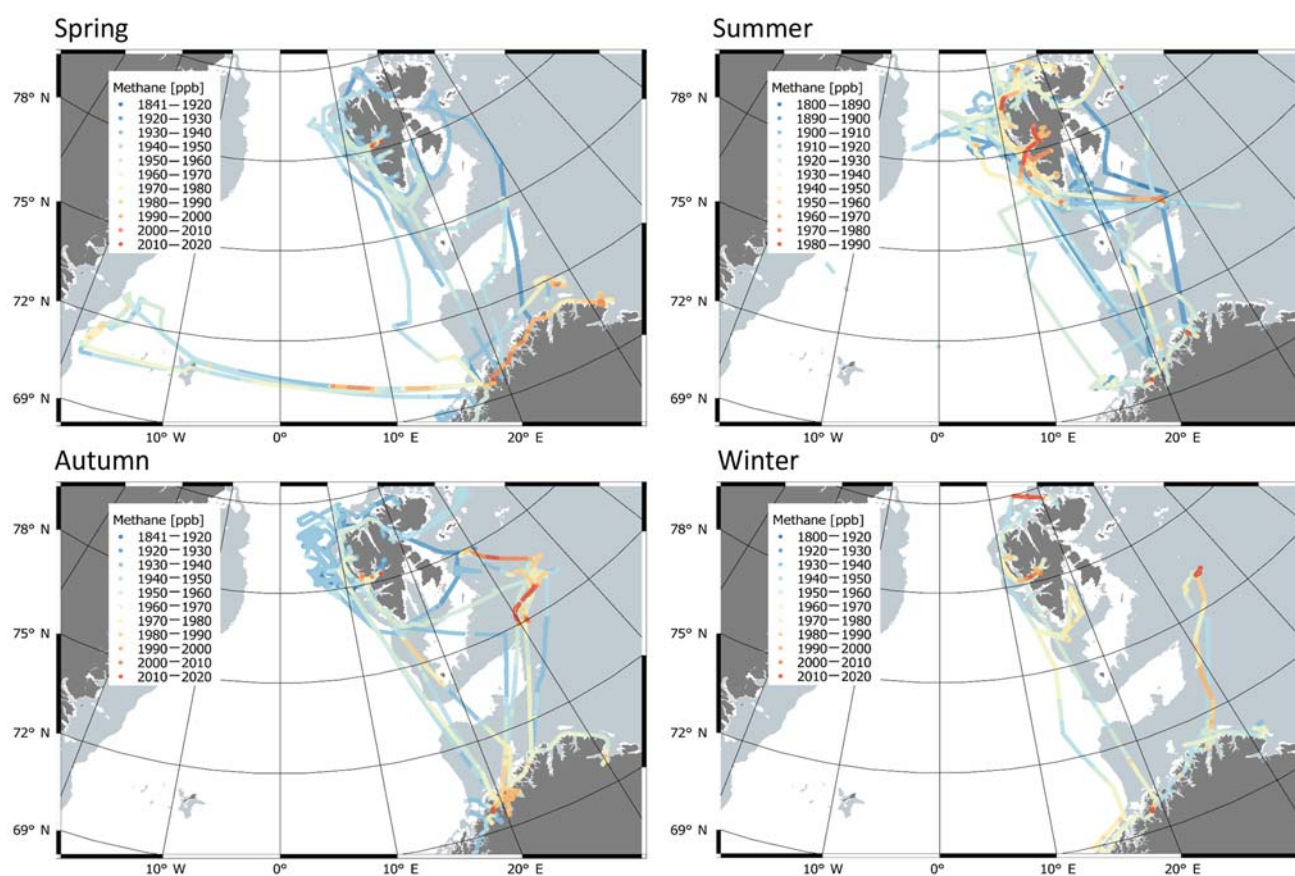 Spring
Methane [ppb]
1841—1920
1920—1930
1930—1940
1940—1950
1950—1960
1960—1970
1970—1980
1980—1990
1990—2000
2000—2010
2010—2020
78° N
75° N
72° N
69° N
10° W
0°
10° E
20° E
Summer
Methane [ppb]
1800—1890
1890—1900
1900—1910
1910—1920
1920—1930
1930—1940
1940—1950
1950—1960
1960—1970
1970—1980
1980—1990
78° N
75° N
72° N
69° N
10° W
0°
10° E
20° E
Autumn
Methane [ppb]
1841—1920
1920—1930
1930—1940
1940—1950
1950—1960
1960—1970
1970—1980
1980—1990
1990—2000
2000—2010
2010—2020
78° N
75° N
72° N
69° N
10° W
0°
10° E
20° E
Winter
Methane [ppb]
1800—1920
1920—1930
1930—1940
1940—1950
1950—1960
1960—1970
1970—1980
1980—1990
1990—2000
2000—2010
2010—2020
78° N
75° N
72° N
69° N
10° W
0°
10° E
20° E